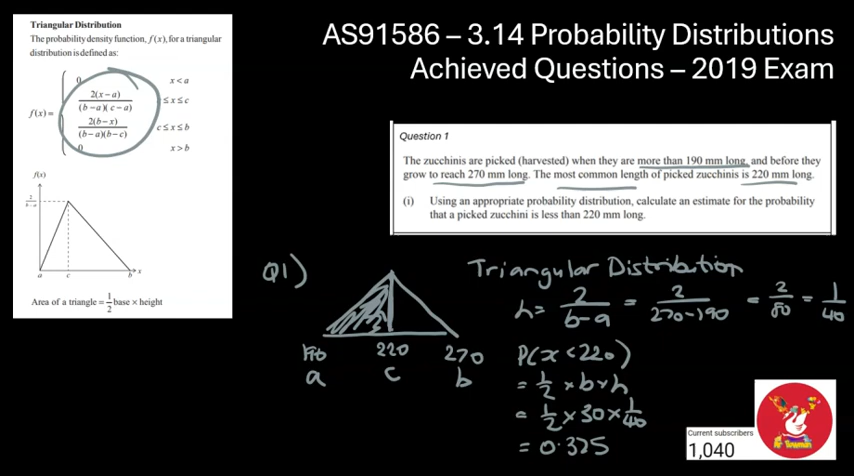 Triangular Distribution
The probability density function, f(x), for a triangular
distribution is defined as:
0 x < a
2(x−a)
(b−a)(c−a) ≤ x ≤ c
f(x) =
2(b−x)
(b−a)(b−c) c ≤ x ≤ b
0 x > b
f(x)
2
b−a
a c b x
Area of a triangle = 1/2 base × height
AS91586 – 3.14 Probability Distributions
Achieved Questions – 2019 Exam
Question 1
The zucchinis are picked (harvested) when they are more than 190 mm long, and before they
grow to reach 270 mm long. The most common length of picked zucchinis is 220 mm long.
(i) Using an appropriate probability distribution, calculate an estimate for the probability
that a picked zucchini is less than 220 mm long.
Q1)
190 220 270
a c b
Triangular Distribution
h = 2/(b−a) = 2/(270−190) = 2/80 = 1/40
P(x < 220)
= 1/2 × b × h
= 1/2 × 30 × 1/40
= 0.375
Current subscribers
1,040